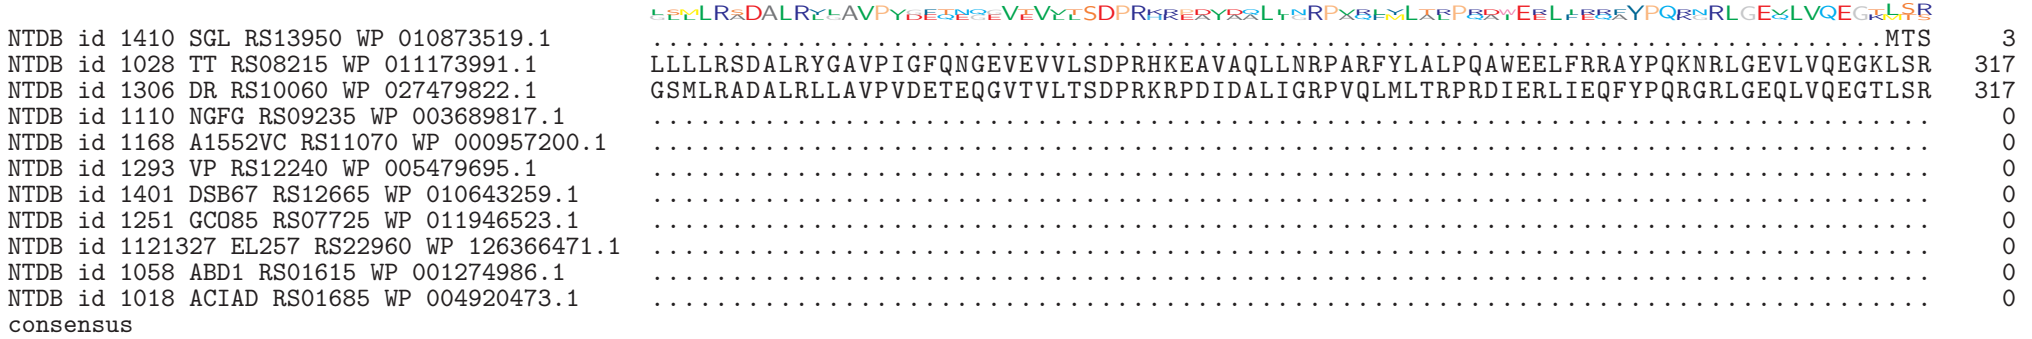 NTDB id 1410 SGL RS13950 WP 010873519.1 ...........................................................................MTS 3
NTDB id 1028 TT RS08215 WP 011173991.1 LLLLRSDALRYGAVPIGFQNGEVEVVLSDPRHKEAVAQLLNRPARFYLALPQAWEELFRRAYPQKNRLGEVLVQEGKLSR 317
NTDB id 1306 DR RS10060 WP 027479822.1 GSMLRADALRLLAVPVDETEQGVTVLTSDPRKRPDIDALIGRPVQLMLTRPRDIERLIEQFYPQRGRLGEQLVQEGTLSR 317
NTDB id 1110 NGFG RS09235 WP 003689817.1 .............................................................................. 0
NTDB id 1168 A1552VC RS11070 WP 000957200.1 .............................................................................. 0
NTDB id 1293 VP RS12240 WP 005479695.1 .............................................................................. 0
NTDB id 1401 DSB67 RS12665 WP 010643259.1 .............................................................................. 0
NTDB id 1251 GCO85 RS07725 WP 011946523.1 .............................................................................. 0
NTDB id 1121327 EL257 RS22960 WP 126366471.1 .............................................................................. 0
NTDB id 1058 ABD1 RS01615 WP 001274986.1 .............................................................................. 0
NTDB id 1018 ACIAD RS01685 WP 004920473.1 .............................................................................. 0
consensus